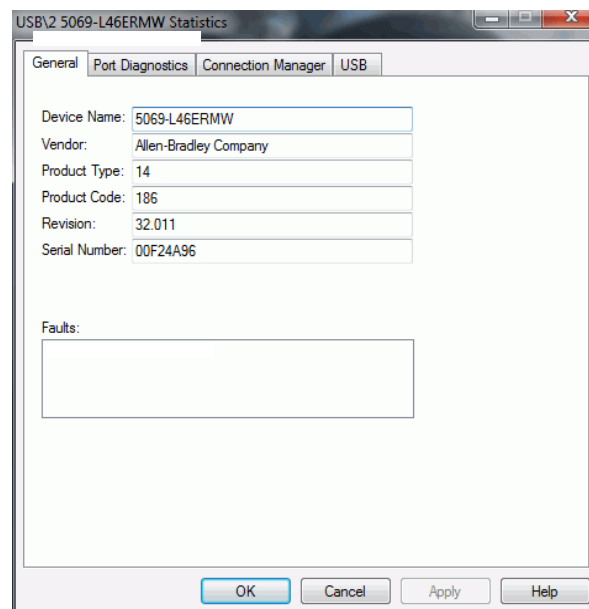 USB\2 5069-L46ERMW Statistics
General Port Diagnostics Connection Manager USB
Device Name: 5069-L46ERMW
Vendor: Allen-Bradley Company
Product Type: 14
Product Code: 186
Revision: 32.011
Serial Number: 00F24A96
Faults:
OK Cancel Apply Help